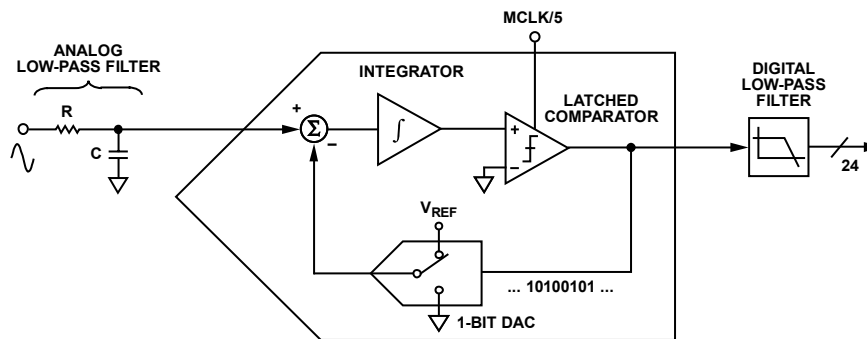 MCLK/5
ANALOG
LOW-PASS FILTER
INTEGRATOR
DIGITAL
LOW-PASS
FILTER
LATCHED
COMPARATOR
R
C
+
Σ
−
∫
+
−
24
VREF
... 10100101 ...
1-BIT DAC